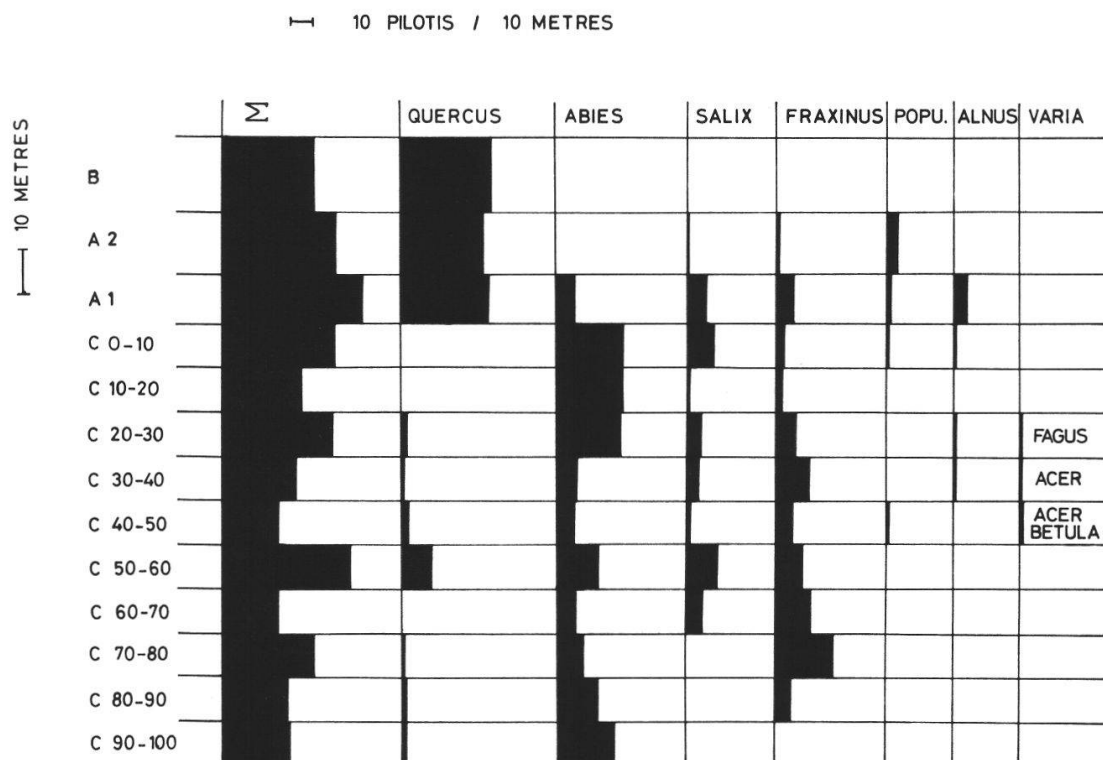 10 PILOTIS / 10 METRES
10 METRES
Σ QUERCUS ABIES SALIX FRAXINUS POPU. ALNUS VARIA
B
A 2
A 1
C 0-10
C 10-20
C 20-30 FAGUS
C 30-40 ACER
C 40-50 ACER
BETULA
C 50-60
C 60-70
C 70-80
C 80-90
C 90-100